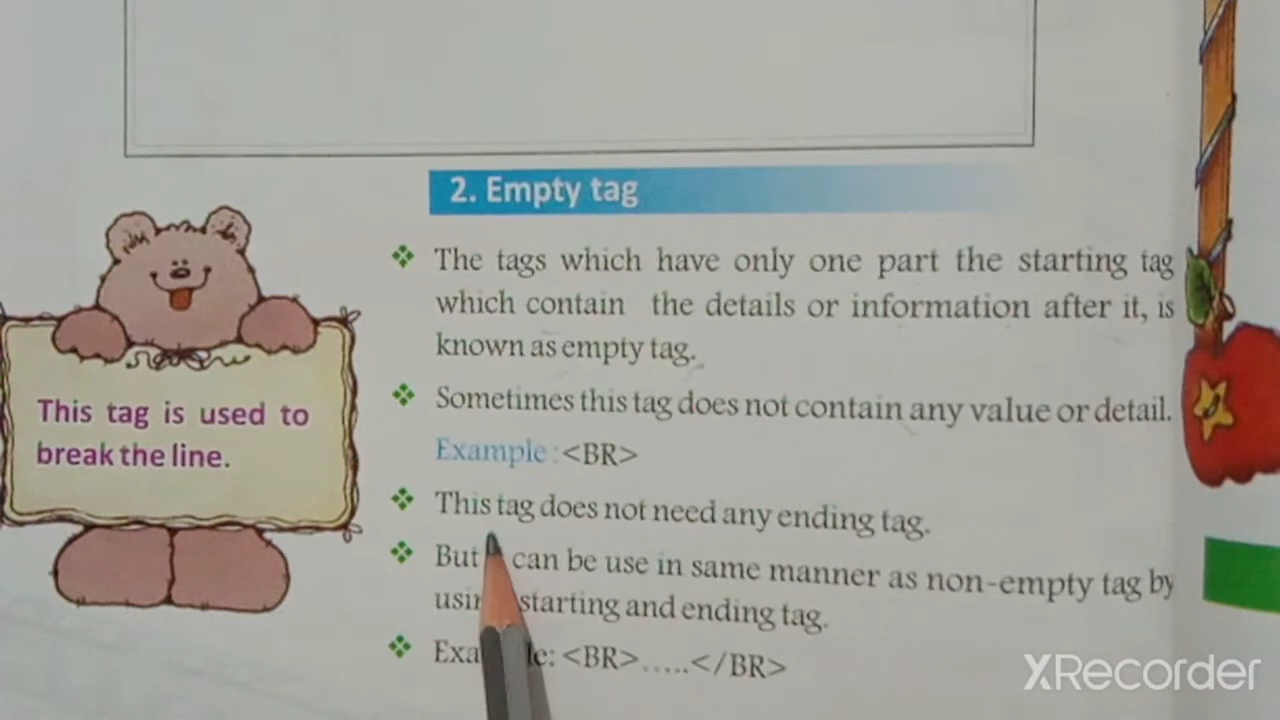 2. Empty tag
The tags which have only one part the starting tag
which contain the details or information after it, is
known as empty tag.
Sometimes this tag does not contain any value or detail.
Example : <BR>
This tag does not need any ending tag.
But can be use in same manner as non-empty tag by
starting and ending tag.
<BR>.....</BR>
This tag is used to
break the line.
XRecorder